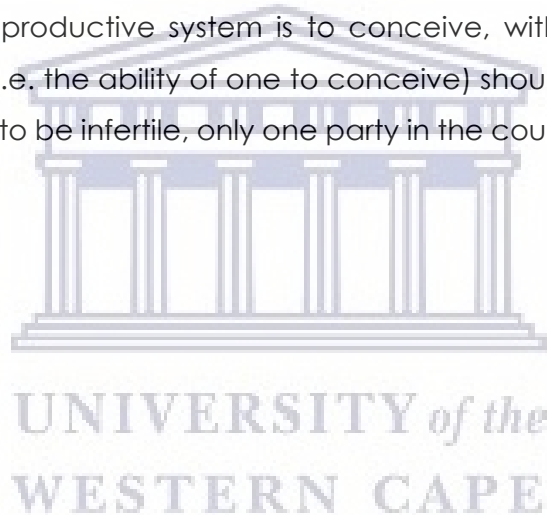 productive system is to conceive, with
.e. the ability of one to conceive) shou
to be infertile, only one party in the cou
UNIVERSITY of the
WESTERN CAPE